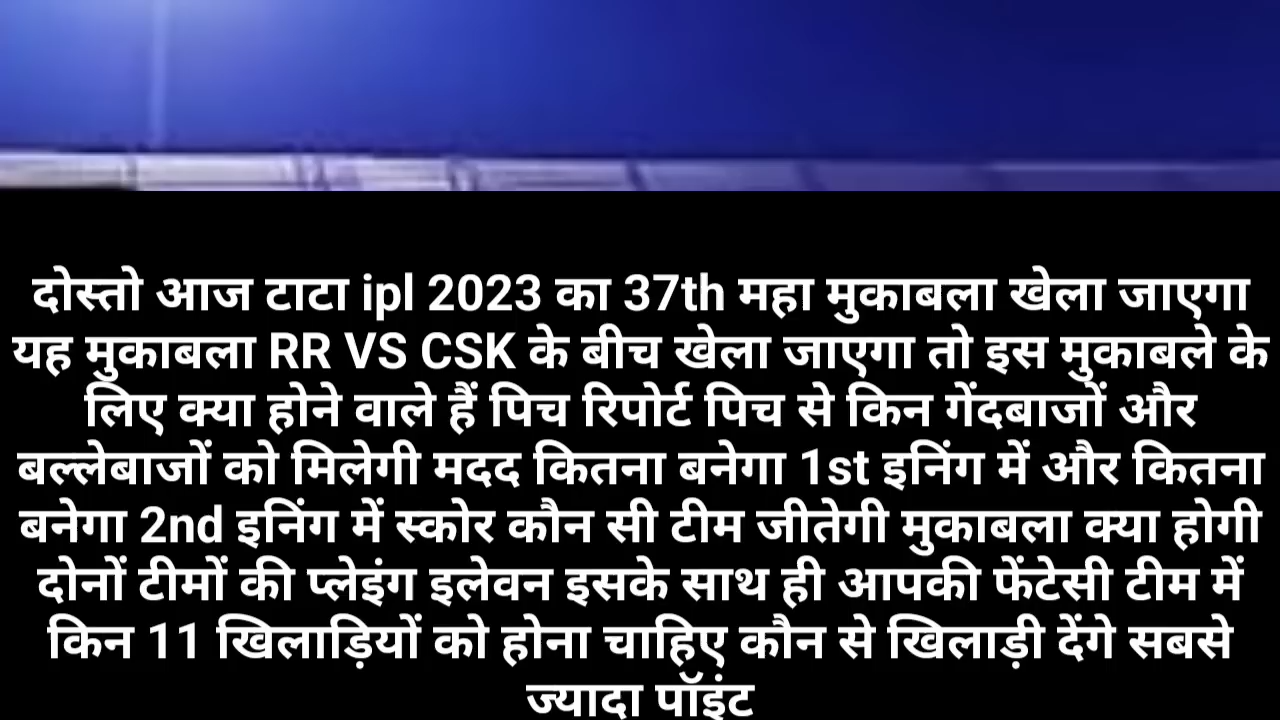 दोस्तो आज टाटा ipl 2023 का 37th महा मुकाबला खेला जाएगा
यह मुकाबला RR VS CSK के बीच खेला जाएगा तो इस मुकाबले के
लिए क्या होने वाले हैं पिच रिपोर्ट पिच से किन गेंदबाजों और
बल्लेबाजों को मिलेगी मदद कितना बनेगा 1st इनिंग में और कितना
बनेगा 2nd इनिंग में स्कोर कौन सी टीम जीतेगी मुकाबला क्या होगी
दोनों टीमों की प्लेइंग इलेवन इसके साथ ही आपकी फेंटेसी टीम में
किन 11 खिलाड़ियों को होना चाहिए कौन से खिलाड़ी देंगे सबसे
ज्यादा पॉइंट